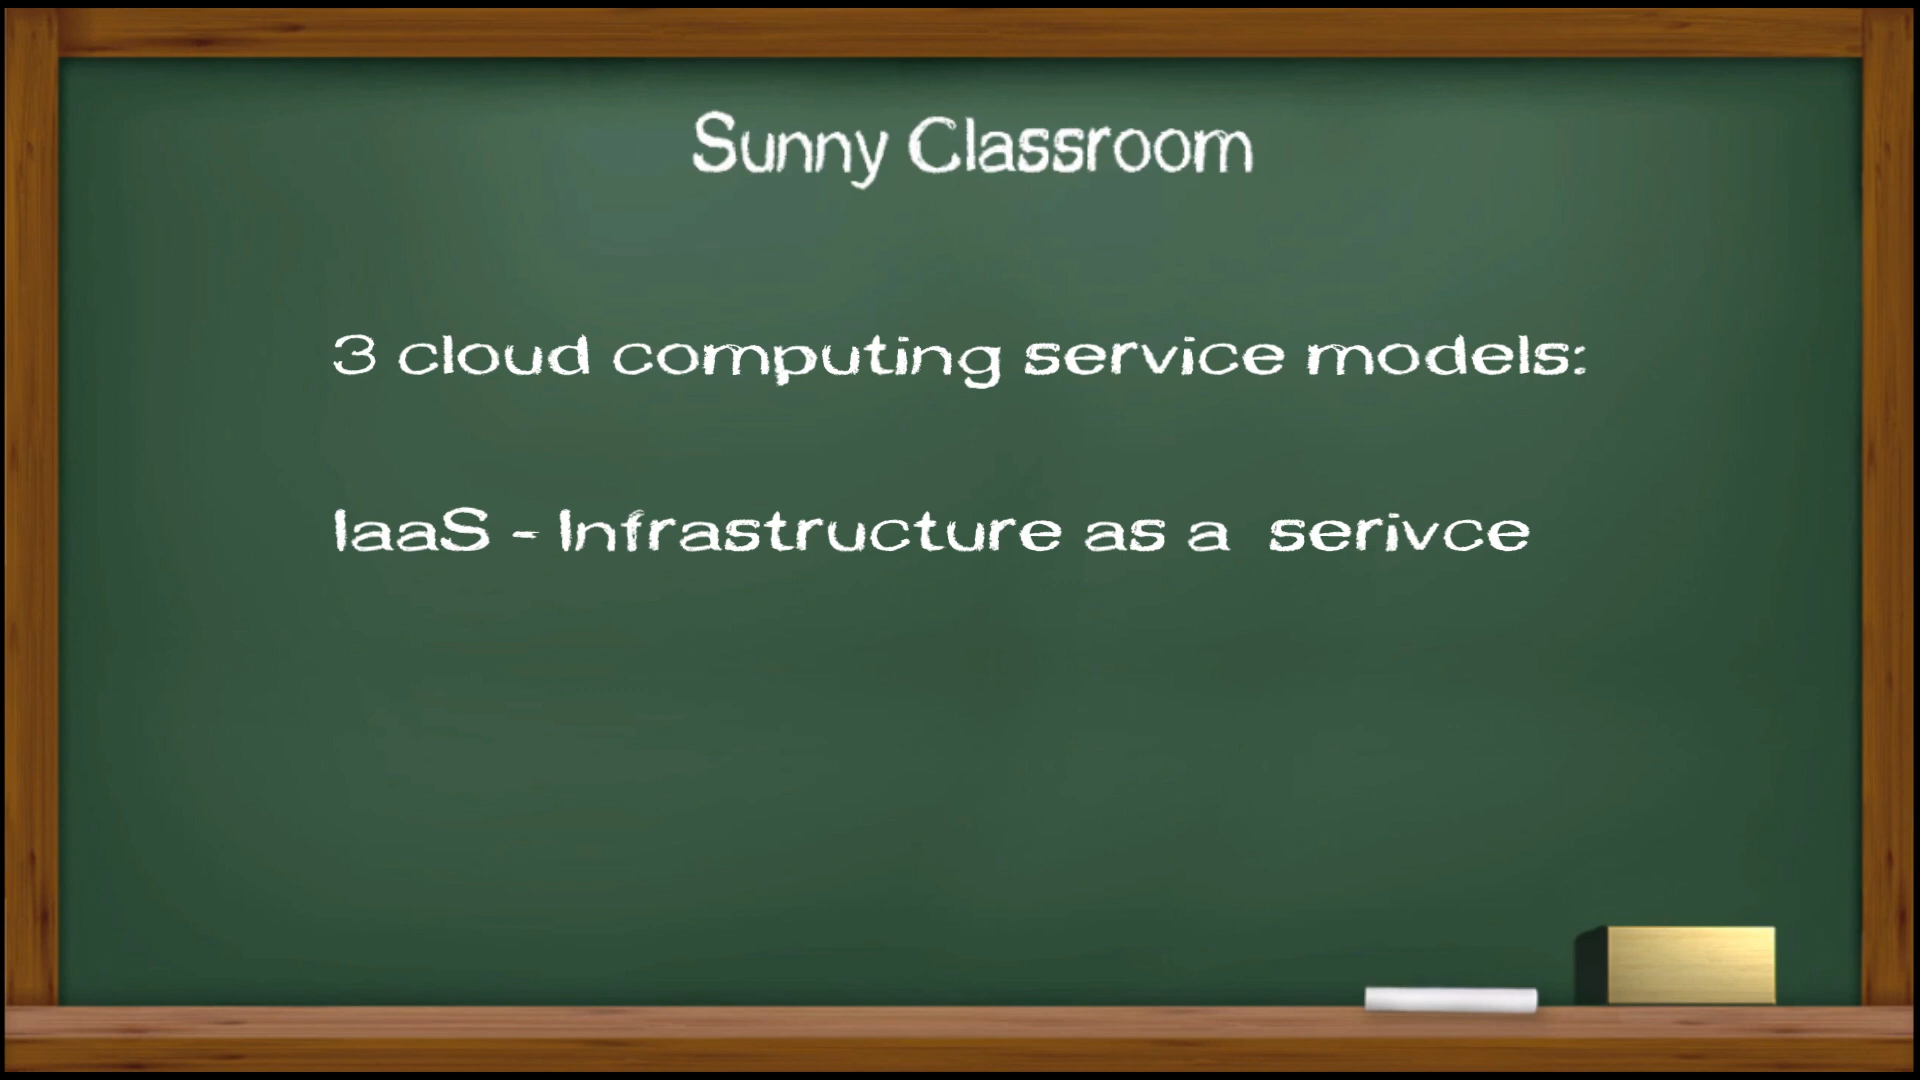 Sunny Classroom
3 cloud computing service models:
IaaS - Infrastructure as a serivce